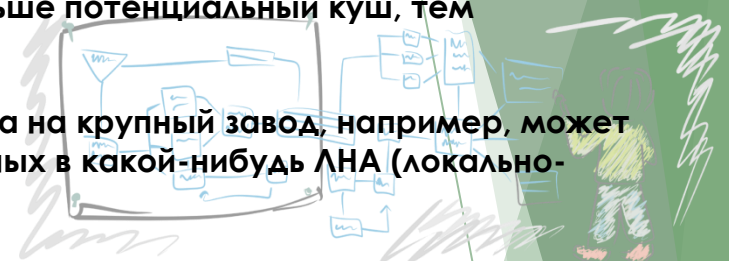 ьше потенциальный куш, тем
а на крупный завод, например, может
ных в какой-нибудь ЛНА (локально-